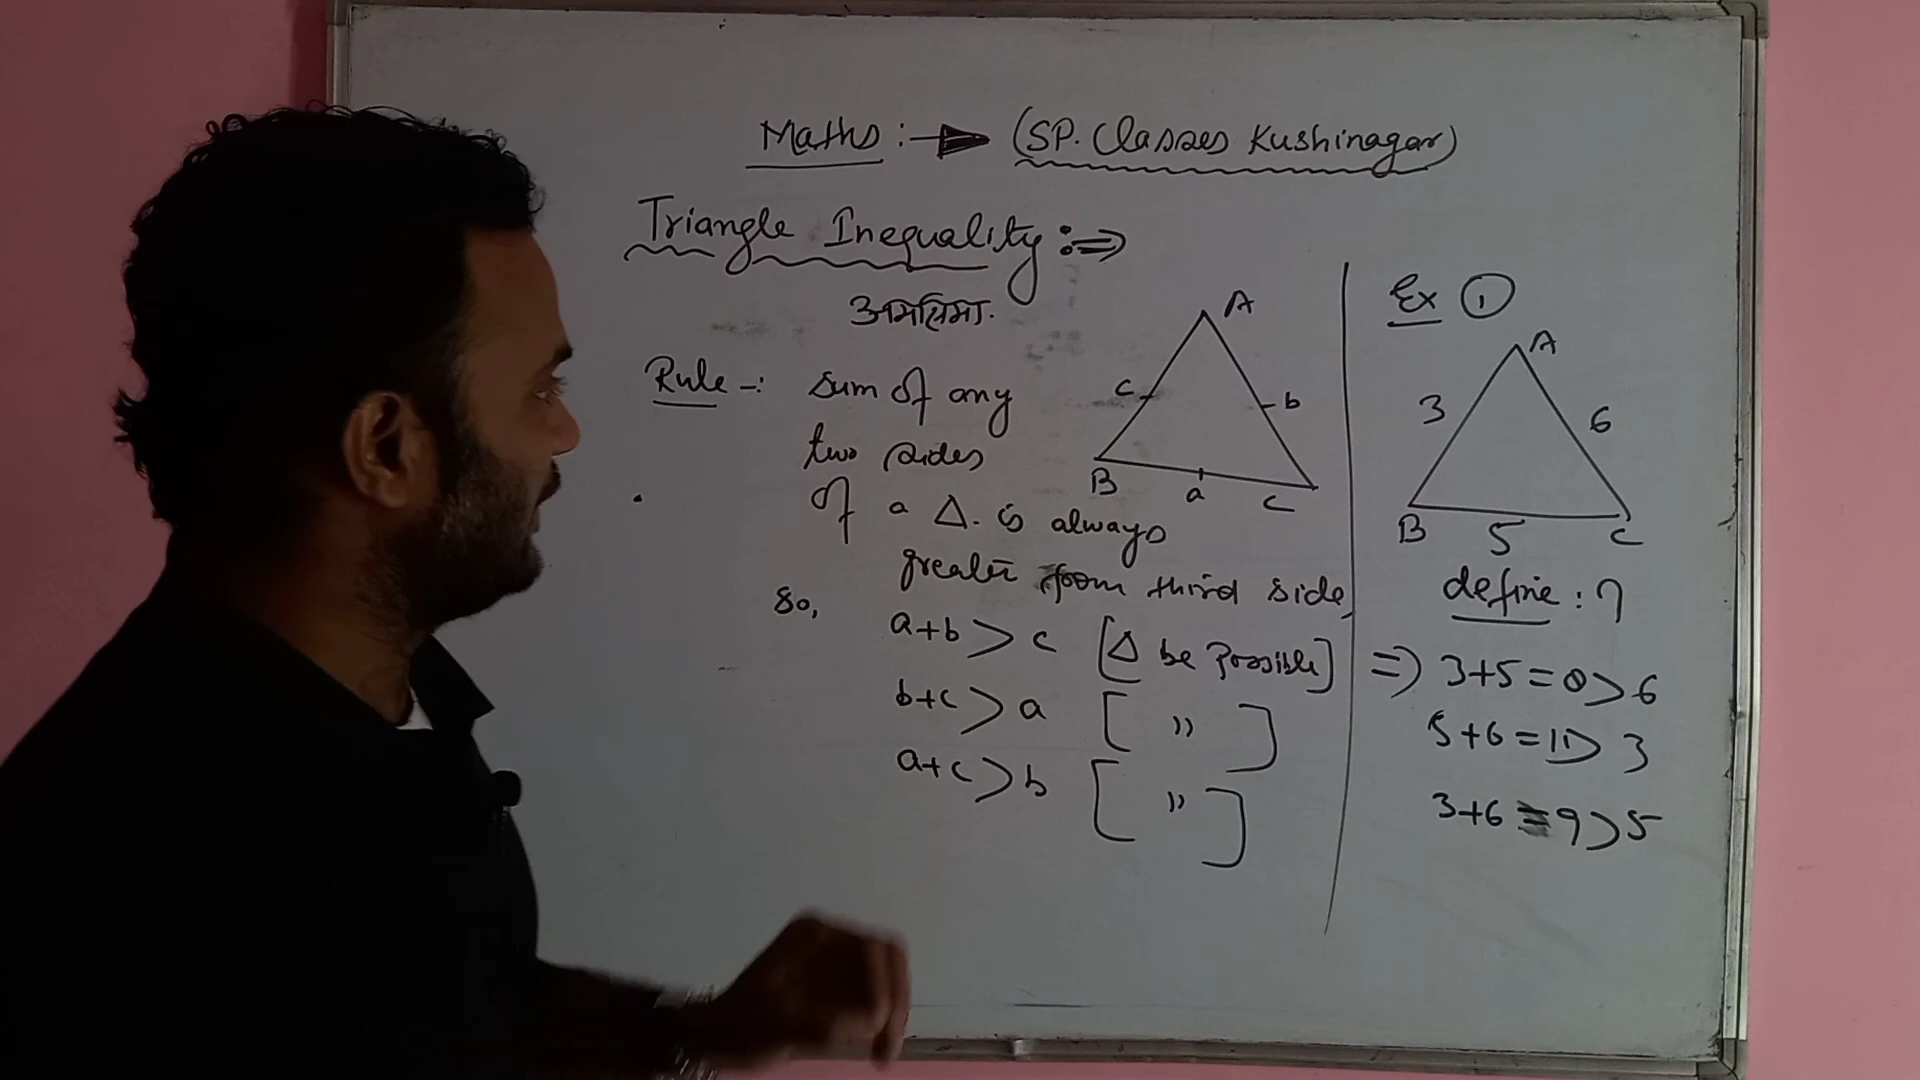 Maths :→ (SP. Classes Kushinagar)
Triangle Inequality :⇒
Rule -: Sum of any
two sides
of a Δ. is always
greater from third side
So,
a+b > c [Δ be possible]
b+c > a [ " ]
a+c > b [ " ]
A
c b
B a C
Ex ①
A
3 6
B 5 C
define : ?
⇒ 3+5 = 8 > 6
5+6 = 11 > 3
3+6 = 9 > 5